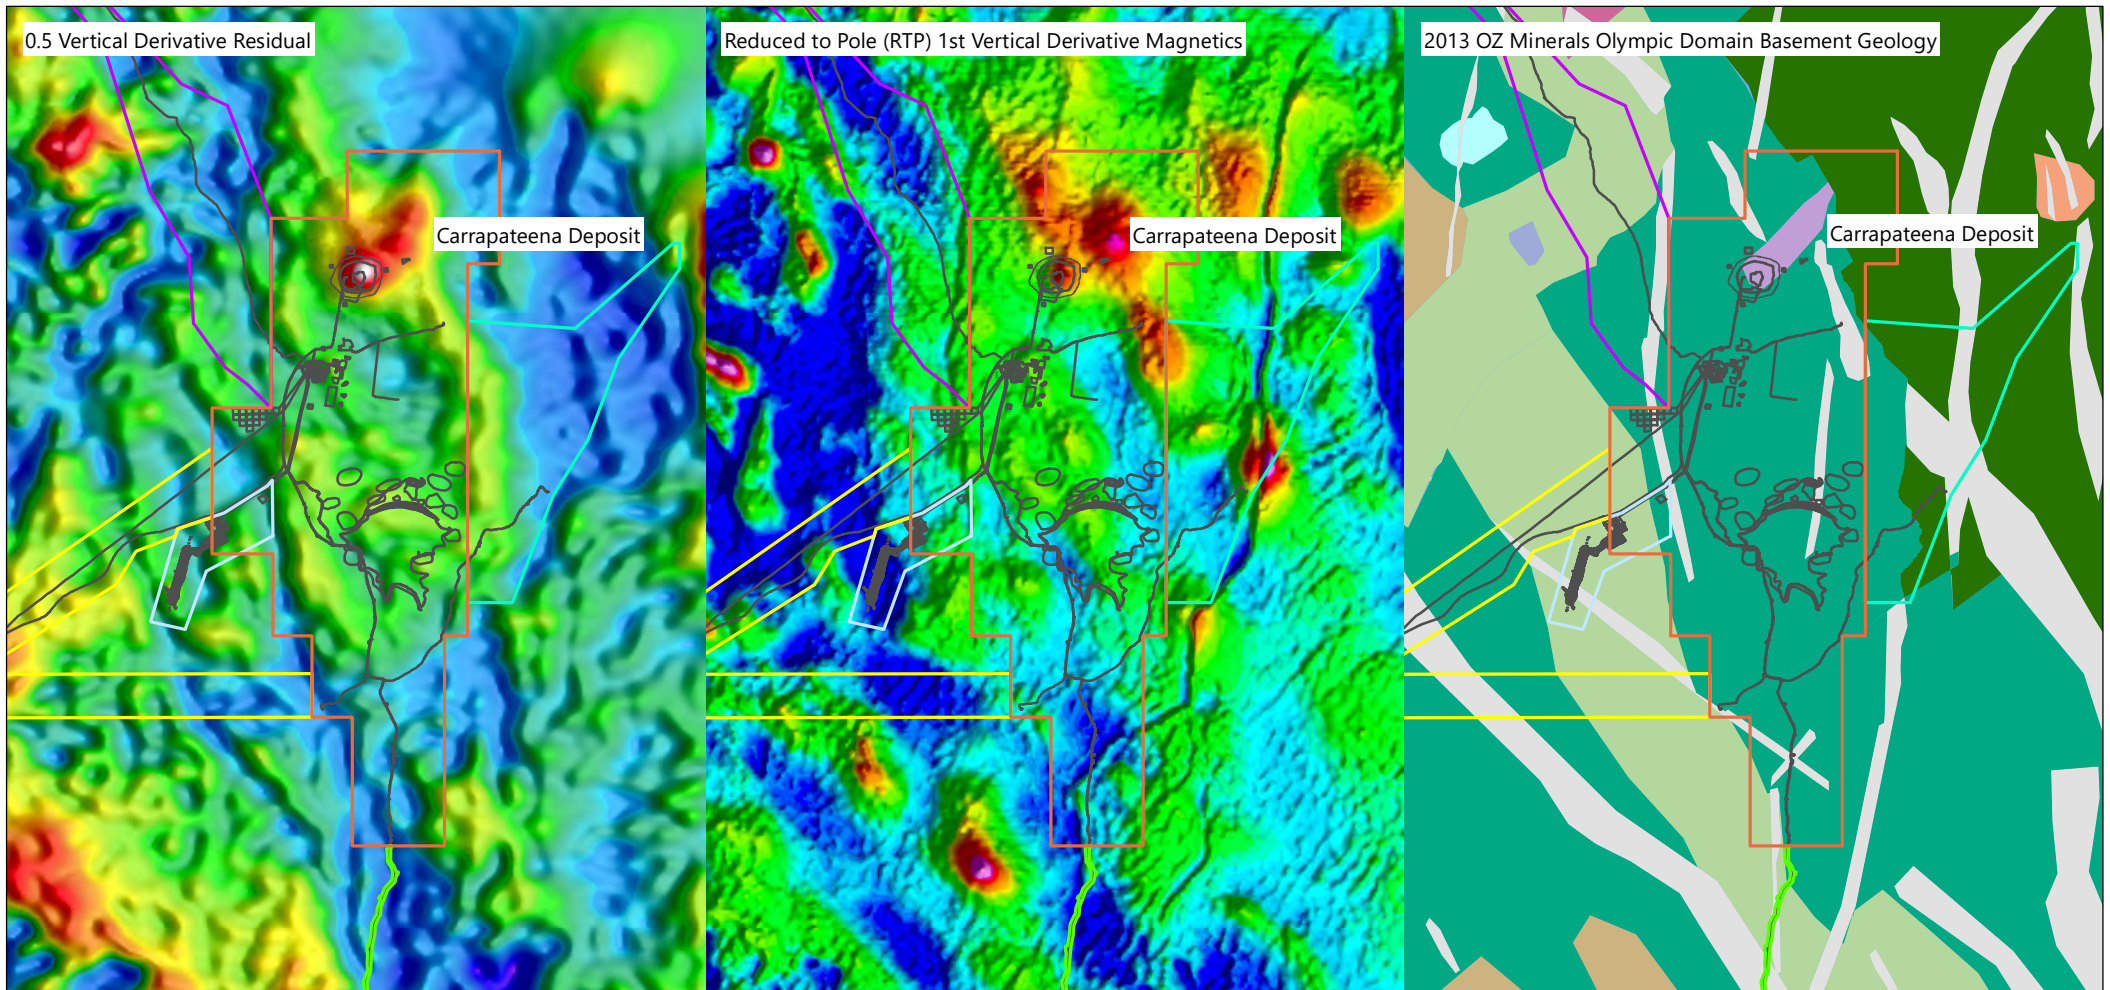 0.5 Vertical Derivative Residual
Reduced to Pole (RTP) 1st Vertical Derivative Magnetics
2013 OZ Minerals Olympic Domain Basement Geology
Carrapateena Deposit
Carrapateena Deposit
Carrapateena Deposit